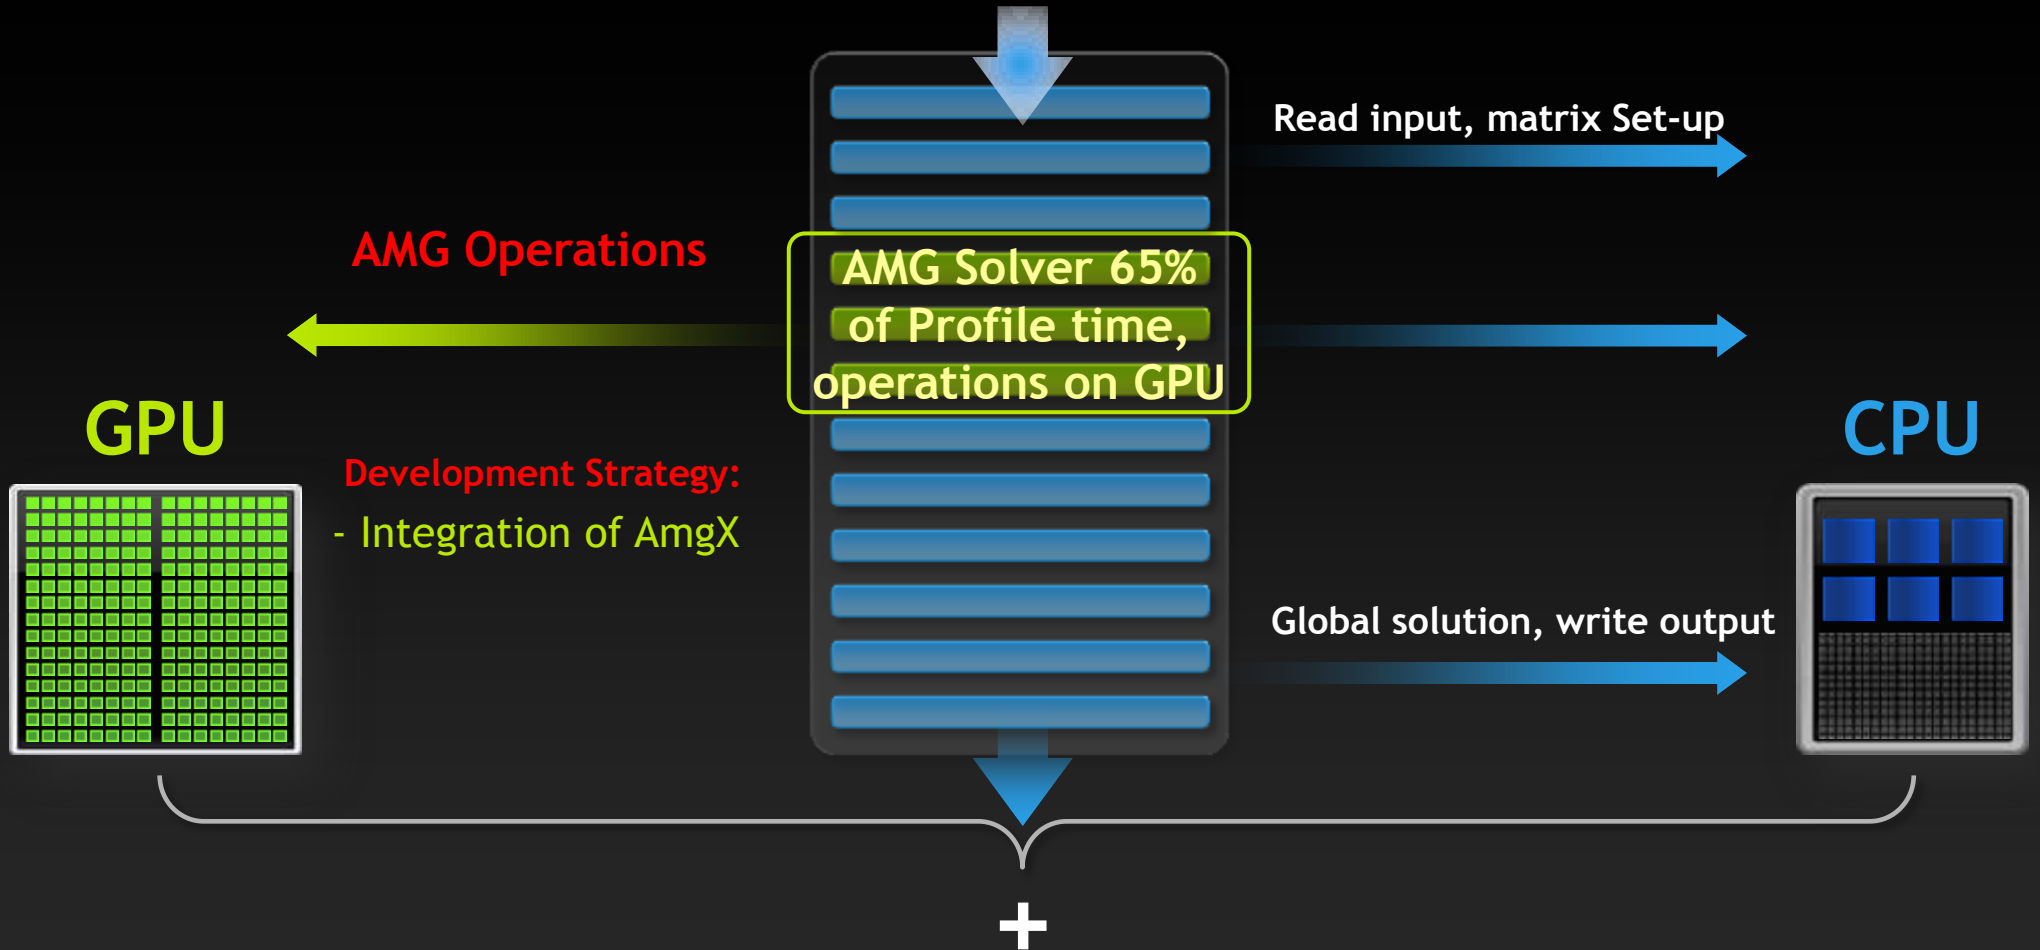 Read input, matrix Set-up
AMG Operations
AMG Solver 65%
of Profile time,
operations on GPU
GPU
CPU
Development Strategy:
- Integration of AmgX
Global solution, write output
+